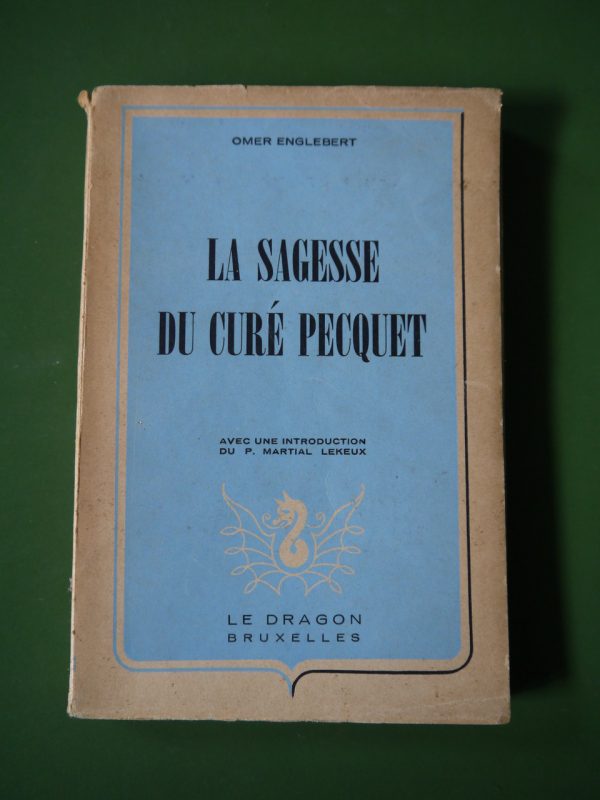 OMER ENGLEBERT
LA SAGESSE
DU CURÉ PECQUET
AVEC UNE INTRODUCTION
DU P. MARTIAL LEKEUX
LE DRAGON
BRUXELLES